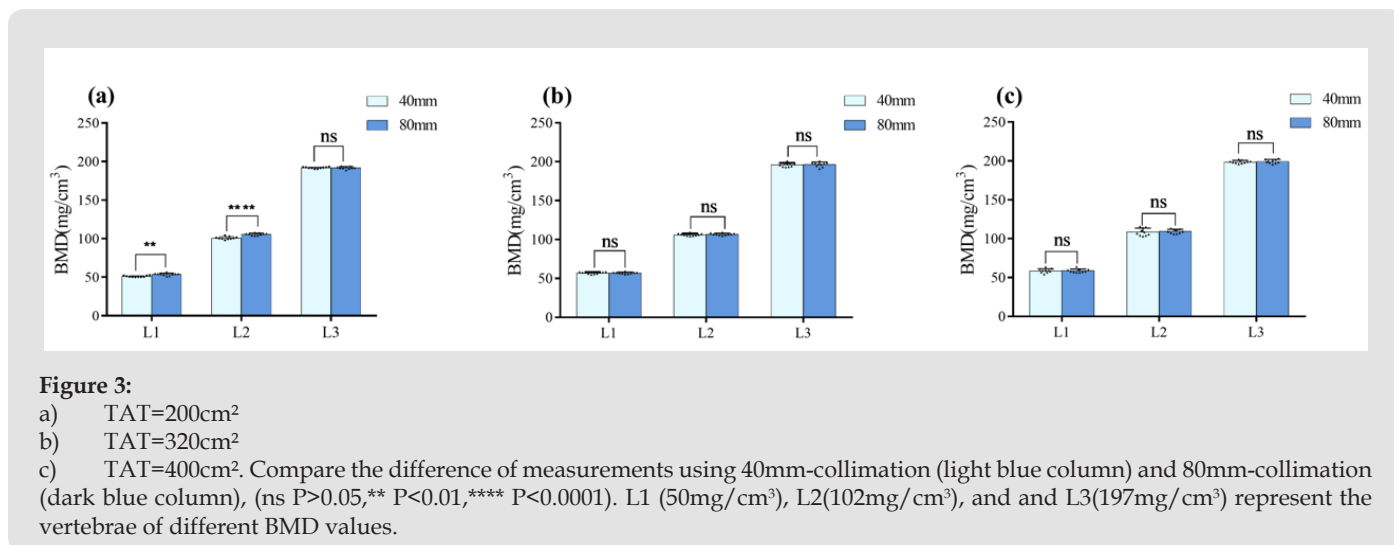 (a)
40mm
80mm
250
200
150
100
50
0
BMD(mg/cm³)
**
** **
ns
L1
L2
L3
(b)
40mm
80mm
250
200
150
100
50
0
BMD(mg/cm³)
ns
ns
ns
L1
L2
L3
(c)
40mm
80mm
250
200
150
100
50
0
BMD(mg/cm³)
ns
ns
ns
L1
L2
L3
Figure 3:
a) TAT=200cm²
b) TAT=320cm²
c) TAT=400cm². Compare the difference of measurements using 40mm-collimation (light blue column) and 80mm-collimation
(dark blue column), (ns P>0.05,** P<0.01,**** P<0.0001). L1 (50mg/cm³), L2(102mg/cm³), and and L3(197mg/cm³) represent the
vertebrae of different BMD values.